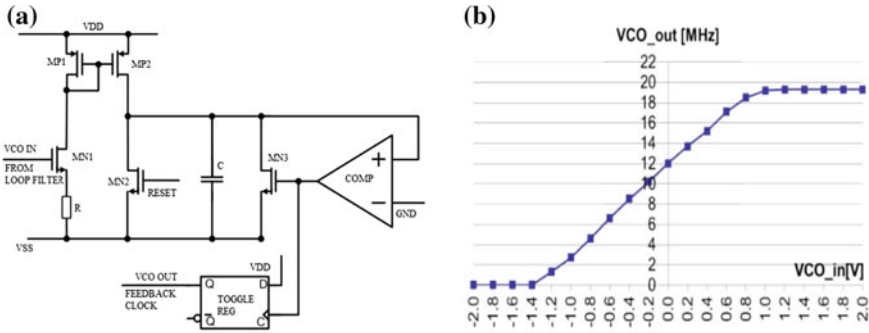 (a)
VDD
MP1
MP2
VCO IN
FROM
LOOP FILTER
MN1
R
MN2
RESET
C
MN3
COMP
+
−
GND
VSS
VCO OUT
FEEDBACK
CLOCK
VDD
Q
D
TOGGLE
REG
Q
C
(b)
VCO_out [MHz]
22
20
18
16
14
12
10
8
6
4
2
0
VCO_in[V]
-2.0
-1.8
-1.6
-1.4
-1.2
-1.0
-0.8
-0.6
-0.4
-0.2
0.0
0.2
0.4
0.6
0.8
1.0
1.2
1.4
1.6
1.8
2.0